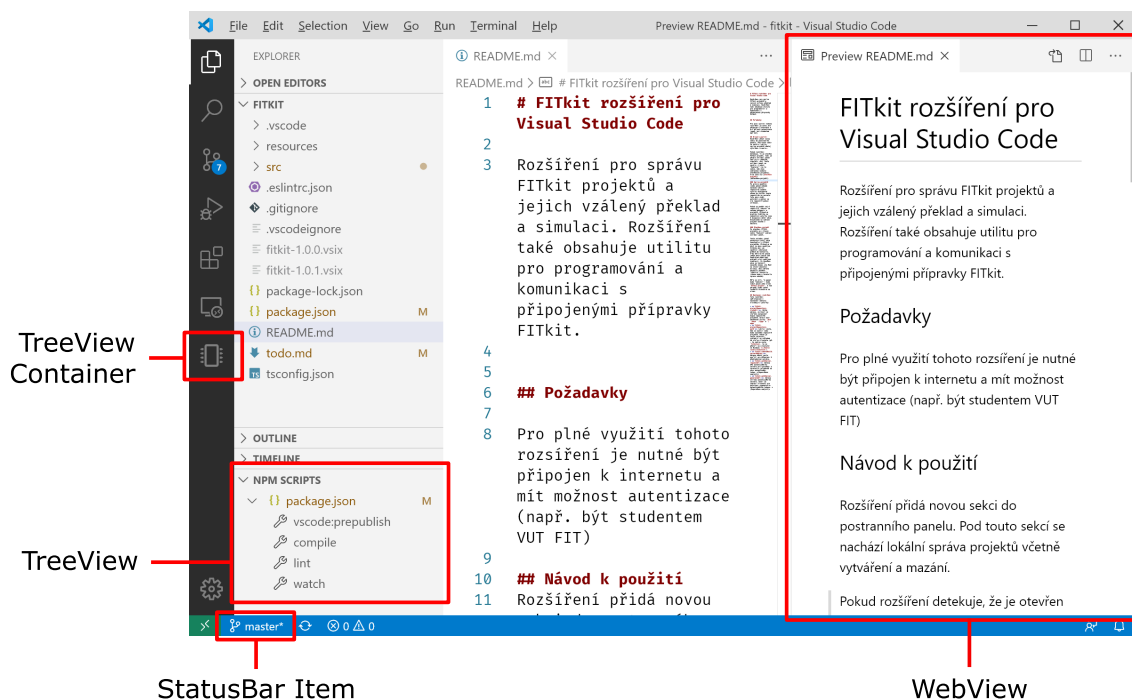 File Edit Selection View Go Run Terminal Help
Preview README.md - fitkit - Visual Studio Code
EXPLORER
OPEN EDITORS
FITKIT
.vscode
resources
src
.eslintrc.json
.gitignore
.vscodeignore
fitkit-1.0.0.vsix
fitkit-1.0.1.vsix
package-lock.json
package.json M
README.md
todo.md M
TS tsconfig.json
7
OUTLINE
TIMELINE
NPM SCRIPTS
package.json M
vscode:prepublish
compile
lint
watch
README.md
README.md > # FITkit rozšíření pro Visual Studio Code >
1 # FITkit rozšíření pro
Visual Studio Code
2
3 Rozšíření pro správu
FITkit projektů a
jejich vzálený překlad
a simulaci. Rozšíření
také obsahuje utilitu
pro programování a
komunikaci s
připojenými přípravky
FITkit.
4
5
6 ## Požadavky
7
8 Pro plné využití tohoto
rozsíření je nutné být
připojen k internetu a
mít možnost autentizace
(např. být studentem
VUT FIT)
9
10 ## Návod k použití
11 Rozšíření přidá novou
Preview README.md
FITkit rozšíření pro
Visual Studio Code
Rozšíření pro správu FITkit projektů a
jejich vzálený překlad a simulaci.
Rozšíření také obsahuje utilitu pro
programování a komunikaci s
připojenými přípravky FITkit.
Požadavky
Pro plné využití tohoto rozsíření je nutné
být připojen k internetu a mít možnost
autentizace (např. být studentem VUT
FIT)
Návod k použití
Rozšíření přidá novou sekci do
postranního panelu. Pod touto sekcí se
nachází lokální správa projektů včetně
vytváření a mazání.
Pokud rozšíření detekuje, že je otevřen
master* 0 0
TreeView
Container
TreeView
StatusBar Item
WebView